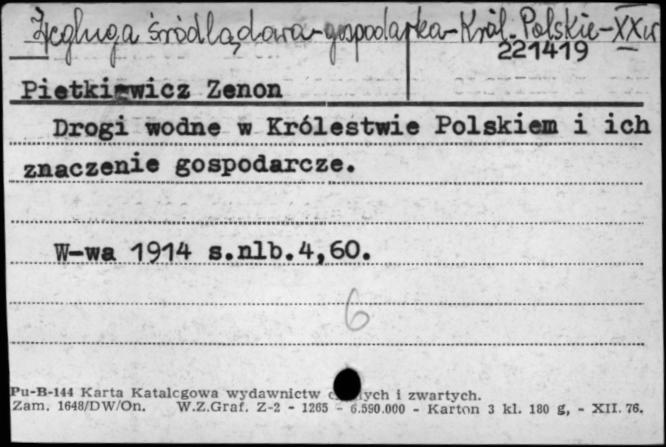 Żegluga śródlądowa-gospodarka-Król. Polskie-XXw
221419
Pietkiewicz Zenon
Drogi wodne w Królestwie Polskiem i ich
znaczenie gospodarcze.
W-wa 1914 s.nlb.4,60.
6
Pu-B-144 Karta Katalogowa wydawnictw i zwartych.
Zam. 1648/DW/On. W.Z.Graf. Z-2 - 1265 - 6.590.000 - Karton 3 kl. 180 g, - XII. 76.